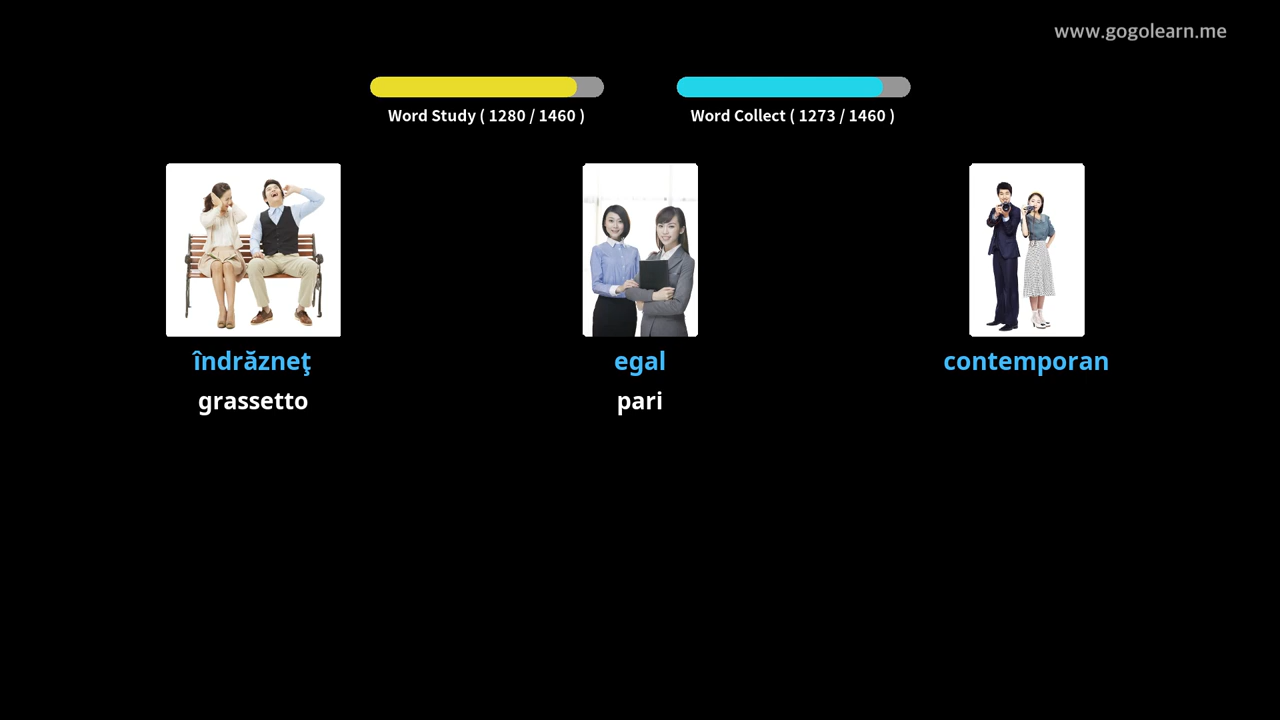 www.gogolearn.me
Word Study ( 1280 / 1460 )
Word Collect ( 1273 / 1460 )
îndrăzneţ
egal
contemporan
grassetto
pari